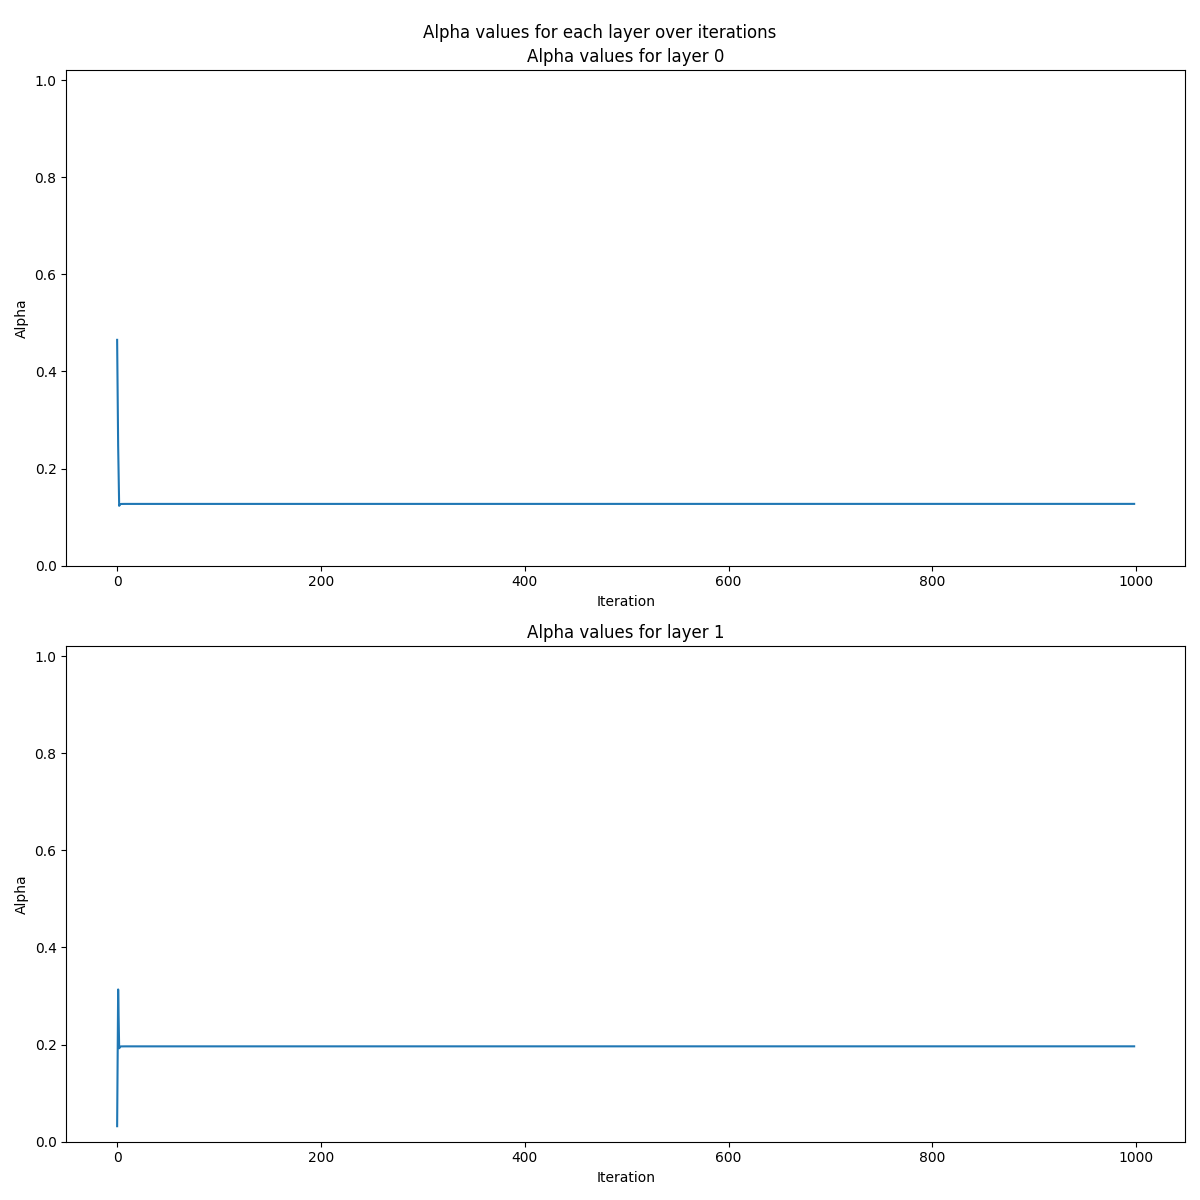 Alpha values for each layer over iterations
Alpha values for layer 0
1.0
0.8
0.6
0.4
0.2
0.0
Alpha
0 200 400 600 800 1000
Iteration
Alpha values for layer 1
1.0
0.8
0.6
0.4
0.2
0.0
Alpha
0 200 400 600 800 1000
Iteration